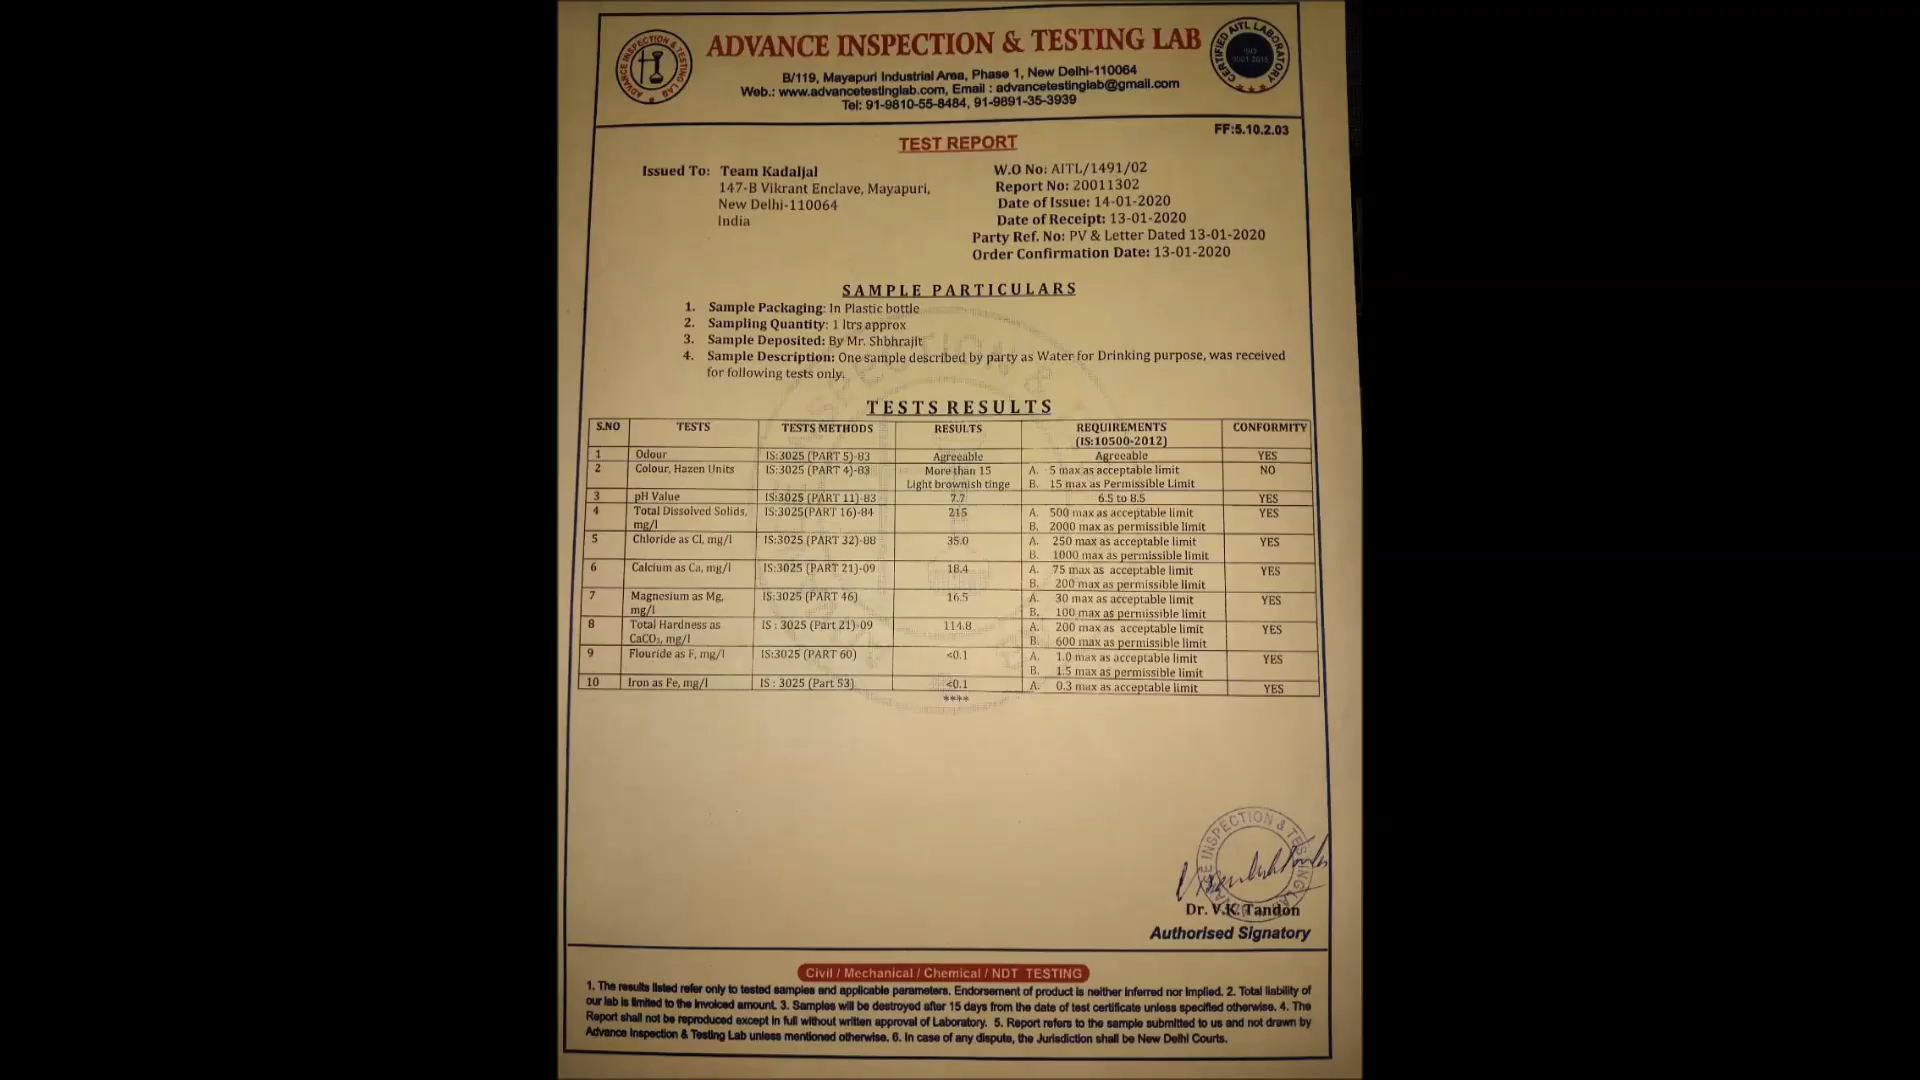 ADVANCE INSPECTION & TESTING LAB
B/119, Mayapuri Industrial Area, Phase 1, New Delhi-110064
Web.: www.advancetestinglab.com, Email : advancetestinglab@gmail.com
Tel: 91-9810-55-8484, 91-9891-35-3939
ADVANCE INSPECTION & TESTING LAB
CERTIFIED AITL LABORATORY
ISO
9001 2015
FF:5.10.2.03
TEST REPORT
Issued To: Team Kadaljal
147-B Vikrant Enclave, Mayapuri,
New Delhi-110064
India
W.O No: AITL/1491/02
Report No: 20011302
Date of Issue: 14-01-2020
Date of Receipt: 13-01-2020
Party Ref. No: PV & Letter Dated 13-01-2020
Order Confirmation Date: 13-01-2020
SAMPLE PARTICULARS
1. Sample Packaging: In Plastic bottle
2. Sampling Quantity: 1 ltrs approx
3. Sample Deposited: By Mr. Shbhrajit
4. Sample Description: One sample described by party as Water for Drinking purpose, was received
for following tests only.
TESTS RESULTS
S.NO TESTS TESTS METHODS RESULTS REQUIREMENTS CONFORMITY
(IS:10500-2012)
1 Odour IS:3025 (PART 5)-83 Agreeable Agreeable YES
2 Colour, Hazen Units IS:3025 (PART 4)-83 More than 15 A. 5 max as acceptable limit NO
Light brownish tinge B. 15 max as Permissible Limit
3 pH Value IS:3025 (PART 11)-83 7.7 6.5 to 8.5 YES
4 Total Dissolved Solids, IS:3025(PART 16)-84 215 A. 500 max as acceptable limit YES
mg/l B. 2000 max as permissible limit
5 Chloride as Cl, mg/l IS:3025 (PART 32)-88 35.0 A. 250 max as acceptable limit YES
B. 1000 max as permissible limit
6 Calcium as Ca, mg/l IS:3025 (PART 21)-09 18.4 A. 75 max as acceptable limit YES
B. 200 max as permissible limit
7 Magnesium as Mg, IS:3025 (PART 46) 16.5 A. 30 max as acceptable limit YES
mg/l B. 100 max as permissible limit
8 Total Hardness as IS : 3025 (Part 21)-09 114.8 A. 200 max as acceptable limit YES
CaCO₃, mg/l B. 600 max as permissible limit
9 Flouride as F, mg/l IS:3025 (PART 60) <0.1 A. 1.0 max as acceptable limit YES
B. 1.5 max as permissible limit
10 Iron as Fe, mg/l IS : 3025 (Part 53) <0.1 A. 0.3 max as acceptable limit YES
****
Dr. V.K. Tandon
Authorised Signatory
Civil / Mechanical / Chemical / NDT TESTING
1. The results listed refer only to tested samples and applicable parameters. Endorsement of product is neither inferred nor implied. 2. Total liability of
our lab is limited to the invoiced amount. 3. Samples will be destroyed after 15 days from the date of test certificate unless specified otherwise. 4. The
Report shall not be reproduced except in full without written approval of Laboratory. 5. Report refers to the sample submitted to us and not drawn by
Advance Inspection & Testing Lab unless mentioned otherwise. 6. In case of any dispute, the Jurisdiction shall be New Delhi Courts.